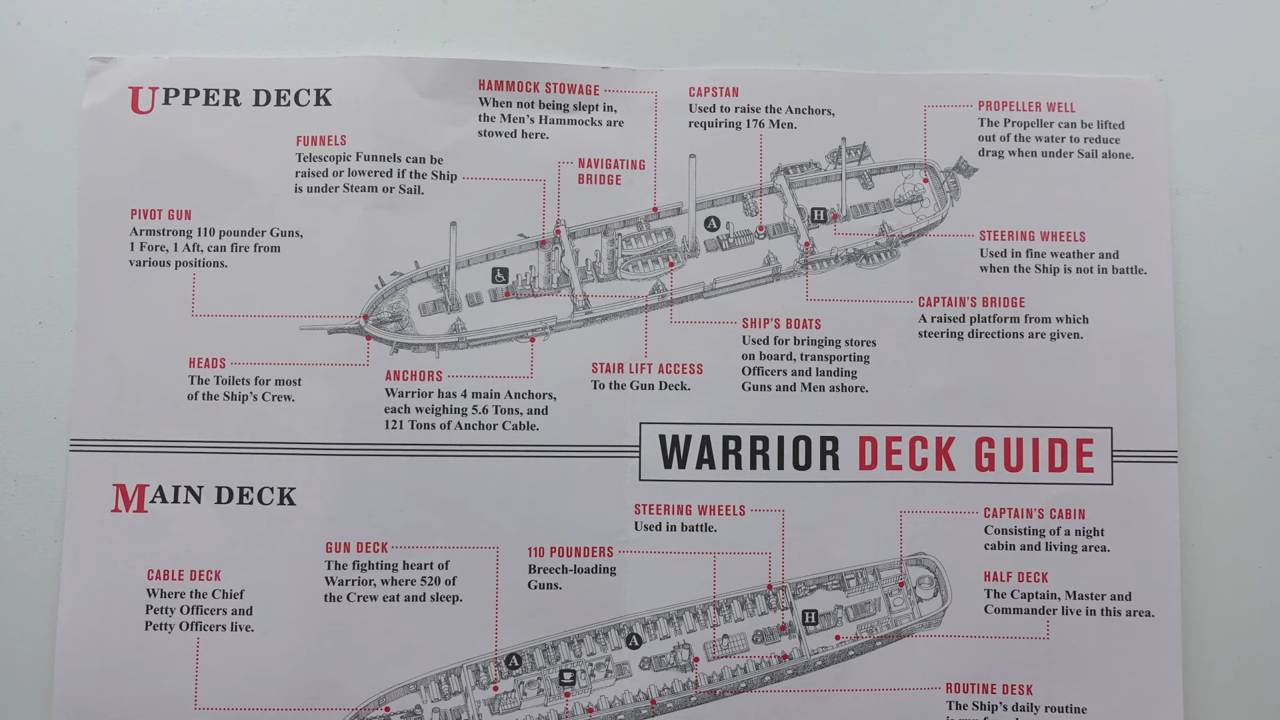 UPPER DECK
HAMMOCK STOWAGE
When not being slept in,
the Men's Hammocks are
stowed here.
CAPSTAN
Used to raise the Anchors,
requiring 176 Men.
PROPELLER WELL
The Propeller can be lifted
out of the water to reduce
drag when under Sail alone.
FUNNELS
Telescopic Funnels can be
raised or lowered if the Ship
is under Steam or Sail.
NAVIGATING
BRIDGE
PIVOT GUN
Armstrong 110 pounder Guns,
1 Fore, 1 Aft, can fire from
various positions.
A
H
STEERING WHEELS
Used in fine weather and
when the Ship is not in battle.
CAPTAIN'S BRIDGE
A raised platform from which
steering directions are given.
SHIP'S BOATS
Used for bringing stores
on board, transporting
Officers and landing
Guns and Men ashore.
STAIR LIFT ACCESS
To the Gun Deck.
HEADS
The Toilets for most
of the Ship's Crew.
ANCHORS
Warrior has 4 main Anchors,
each weighing 5.6 Tons, and
121 Tons of Anchor Cable.
WARRIOR DECK GUIDE
MAIN DECK
STEERING WHEELS
Used in battle.
CAPTAIN'S CABIN
Consisting of a night
cabin and living area.
GUN DECK
The fighting heart of
Warrior, where 520 of
the Crew eat and sleep.
110 POUNDERS
Breech-loading
Guns.
CABLE DECK
Where the Chief
Petty Officers and
Petty Officers live.
HALF DECK
The Captain, Master and
Commander live in this area.
H
A
A
ROUTINE DESK
The Ship's daily routine